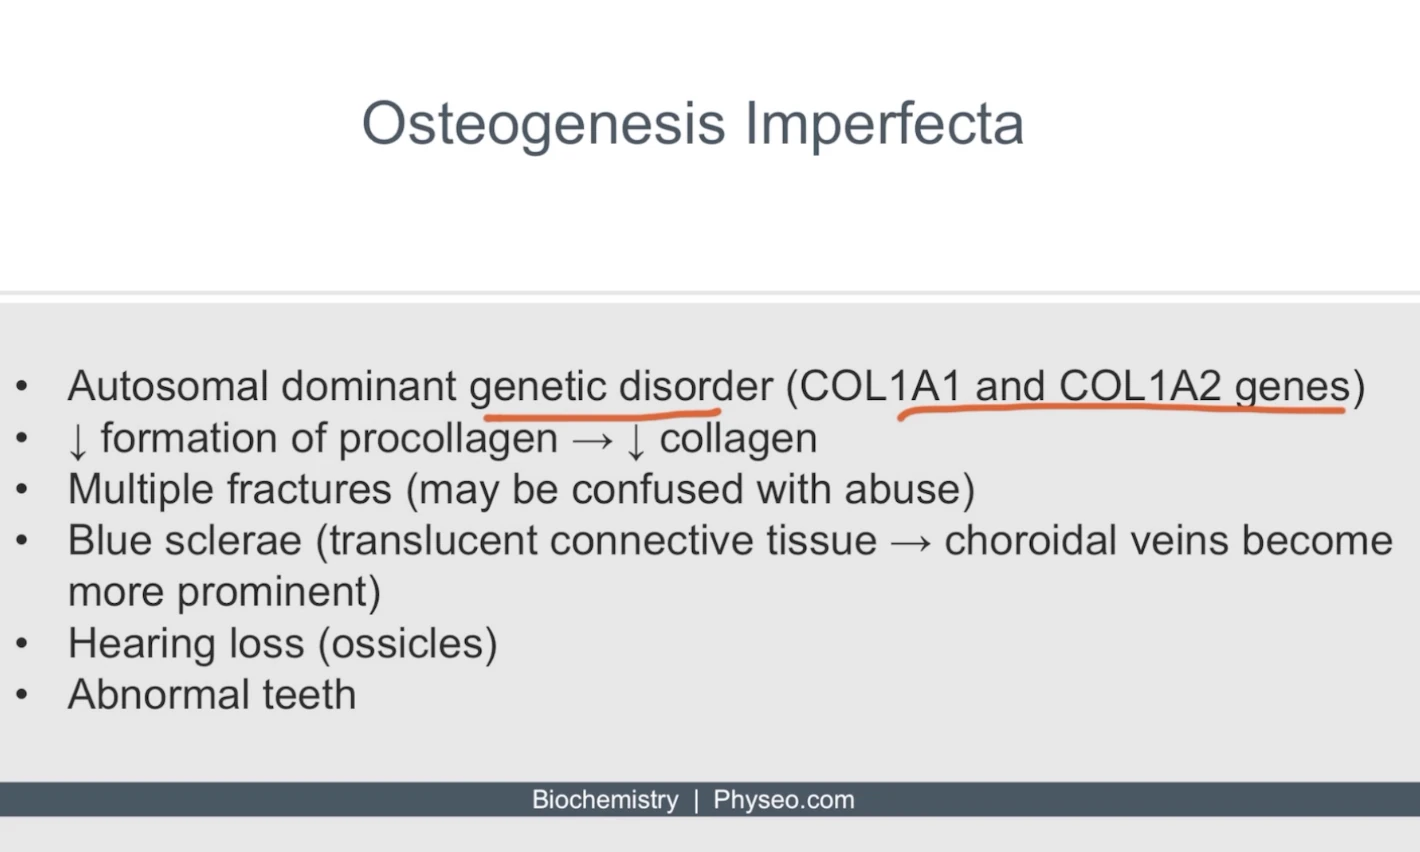 Osteogenesis Imperfecta
• Autosomal dominant genetic disorder (COL1A1 and COL1A2 genes)
• ↓ formation of procollagen → ↓ collagen
• Multiple fractures (may be confused with abuse)
• Blue sclerae (translucent connective tissue → choroidal veins become
more prominent)
• Hearing loss (ossicles)
• Abnormal teeth
Biochemistry | Physeo.com